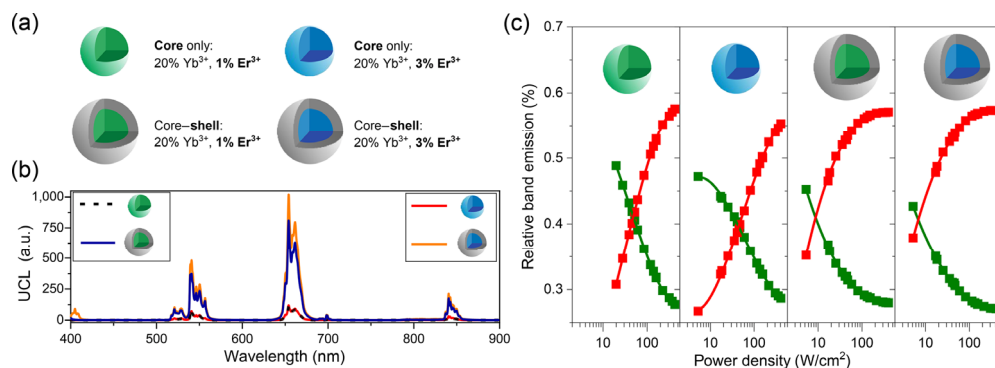 (a)
Core only:
20% Yb³⁺, 1% Er³⁺
Core only:
20% Yb³⁺, 3% Er³⁺
Core–shell:
20% Yb³⁺, 1% Er³⁺
Core–shell:
20% Yb³⁺, 3% Er³⁺
(b)
UCL (a.u.)
1,000
750
500
250
0
400 500 600 700 800 900
Wavelength (nm)
(c)
Relative band emission (%)
0.7
0.6
0.5
0.4
0.3
10 100 10 100 10 100 10 100
Power density (W/cm²)